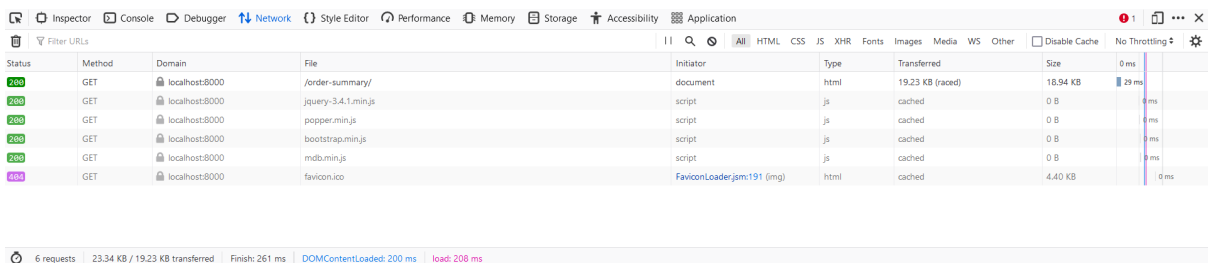 Inspector Console Debugger Network Style Editor Performance Memory Storage Accessibility Application 1
Filter URLs All HTML CSS JS XHR Fonts Images Media WS Other Disable Cache No Throttling
Status Method Domain File Initiator Type Transferred Size 0 ms
200 GET localhost:8000 /order-summary/ document html 19.23 KB (raced) 18.94 KB 29 ms
200 GET localhost:8000 jquery-3.4.1.min.js script js cached 0 B 0 ms
200 GET localhost:8000 popper.min.js script js cached 0 B 0 ms
200 GET localhost:8000 bootstrap.min.js script js cached 0 B 0 ms
200 GET localhost:8000 mdb.min.js script js cached 0 B 0 ms
404 GET localhost:8000 favicon.ico FaviconLoader.jsm:191 (img) html cached 4.40 KB 0 ms
6 requests 23.34 KB / 19.23 KB transferred Finish: 261 ms DOMContentLoaded: 200 ms load: 208 ms